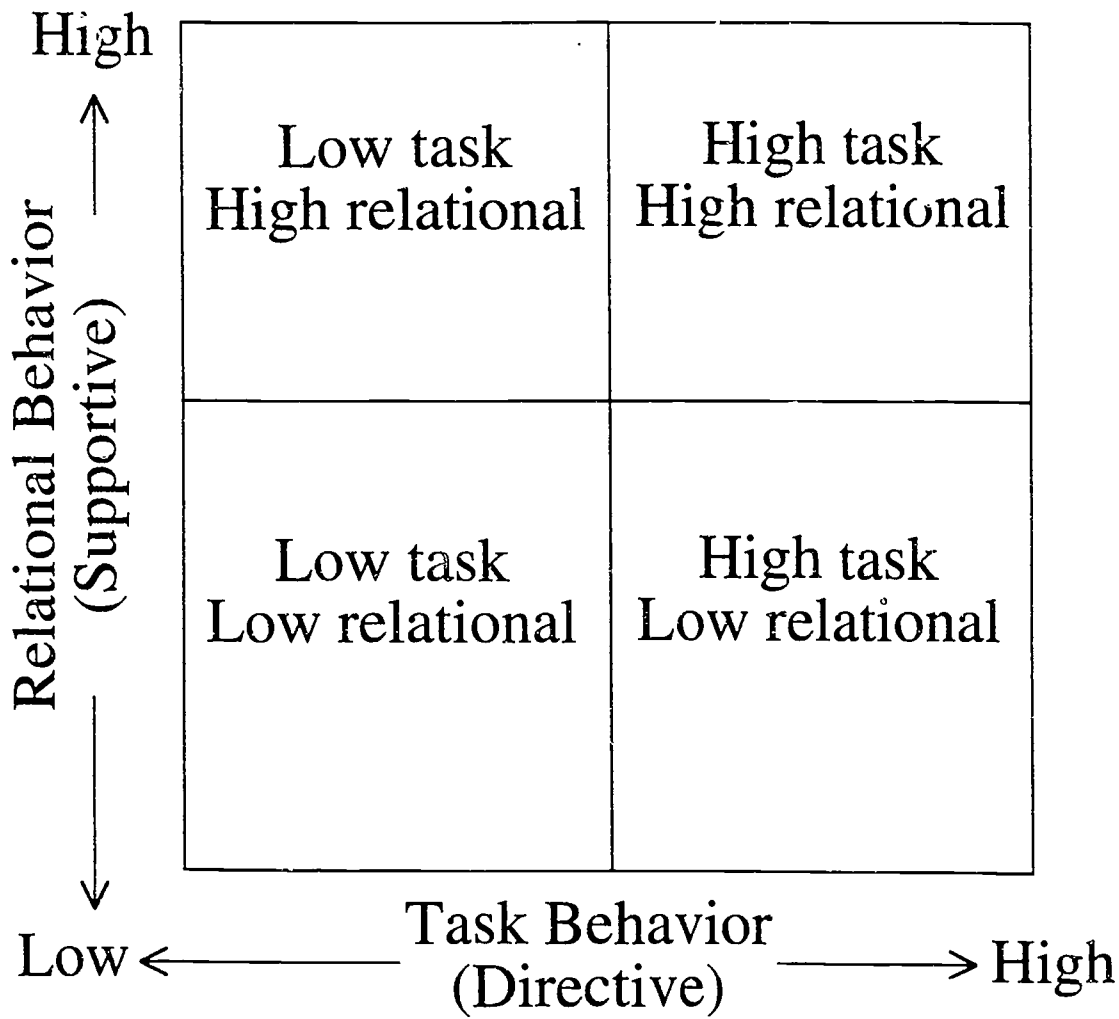 High
Low task
High relational
High task
High relational
Relational Behavior
(Supportive)
Low task
Low relational
High task
Low relational
Low
Task Behavior
(Directive)
High